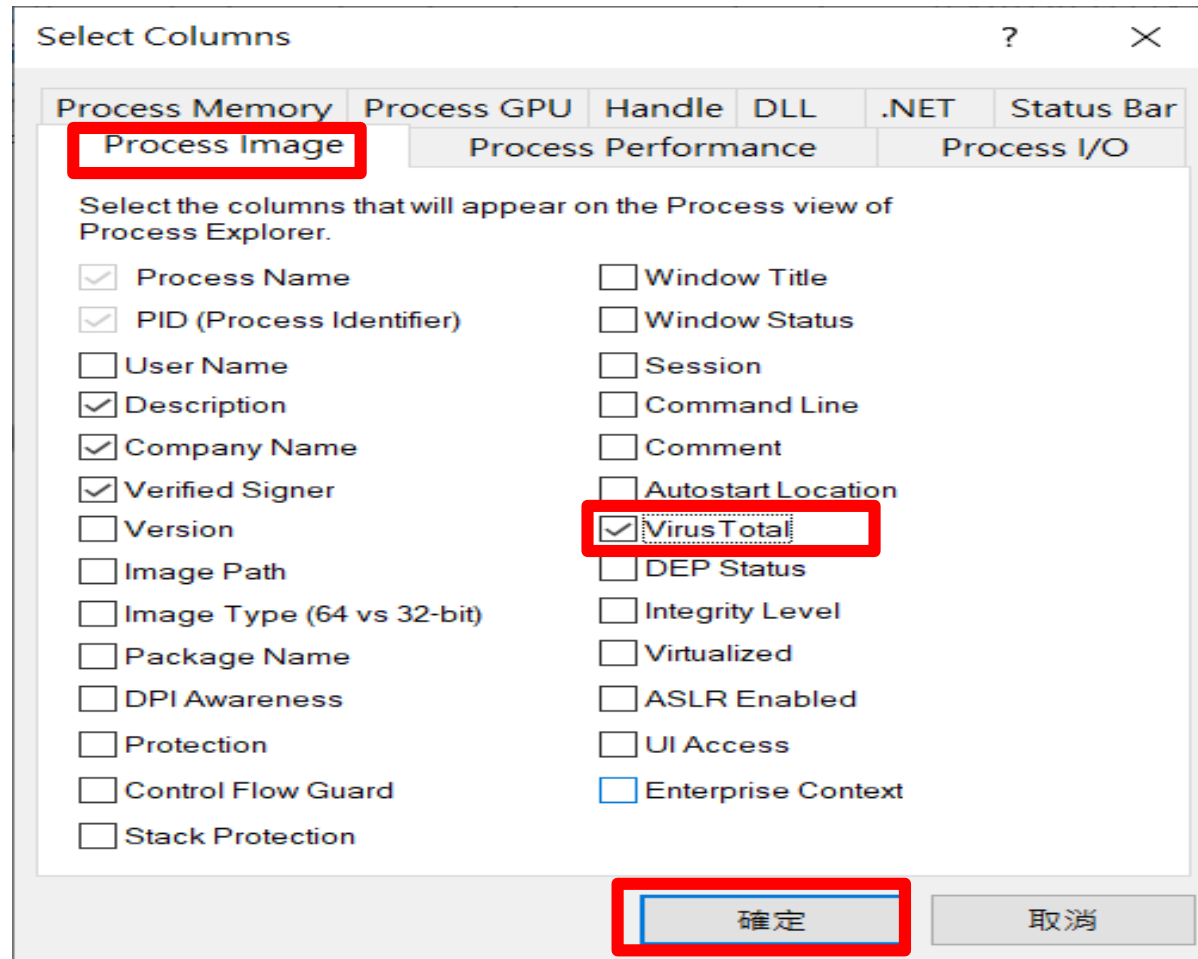 Select Columns
?
Process Memory
Process GPU
Handle
DLL
.NET
Status Bar
Process Image
Process Performance
Process I/O
Select the columns that will appear on the Process view of
Process Explorer.
Process Name
PID (Process Identifier)
User Name
Description
Company Name
Verified Signer
Version
Image Path
Image Type (64 vs 32-bit)
Package Name
DPI Awareness
Protection
Control Flow Guard
Stack Protection
Window Title
Window Status
Session
Command Line
Comment
Autostart Location
VirusTotal
DEP Status
Integrity Level
Virtualized
ASLR Enabled
UI Access
Enterprise Context
確定
取消